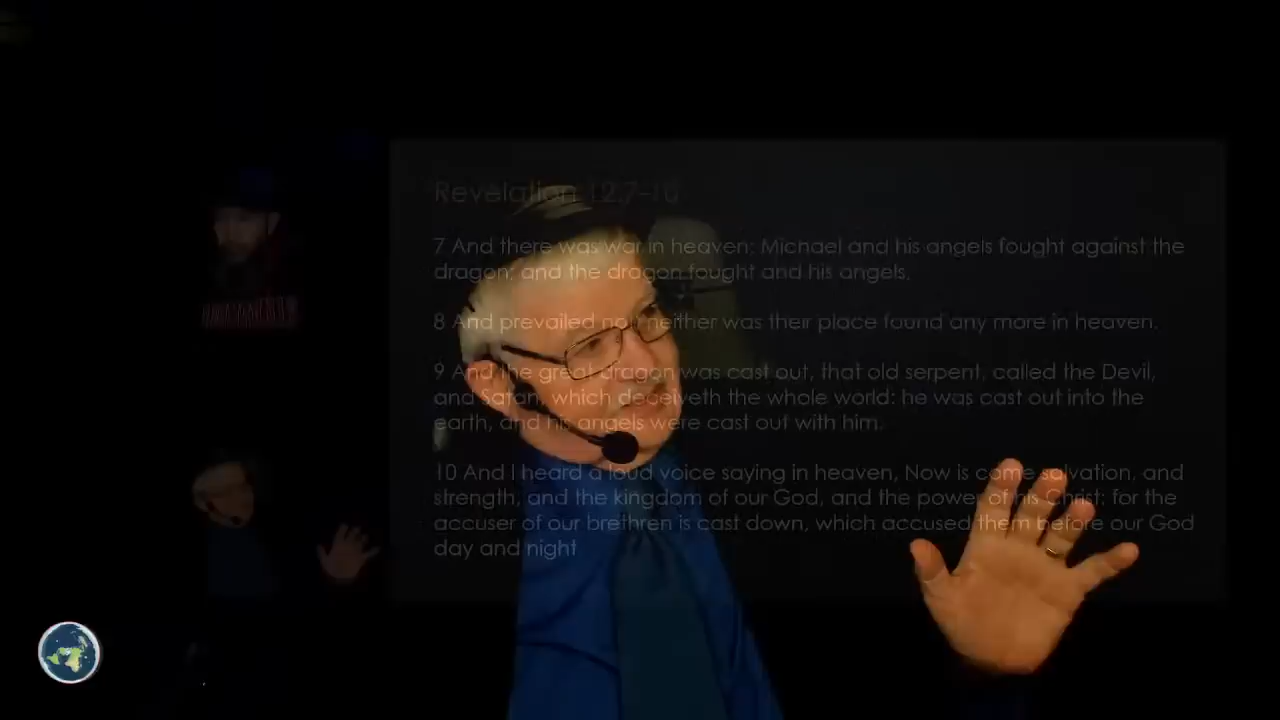 Revelation 12:7-10
7 And there was war in heaven: Michael and his angels fought against the
dragon; and the dragon fought and his angels,
8 And prevailed not; neither was their place found any more in heaven.
9 And the great dragon was cast out, that old serpent, called the Devil,
and Satan, which deceiveth the whole world: he was cast out into the
earth, and his angels were cast out with him.
10 And I heard a loud voice saying in heaven, Now is come salvation, and
strength, and the kingdom of our God, and the power of his Christ: for the
accuser of our brethren is cast down, which accused them before our God
day and night